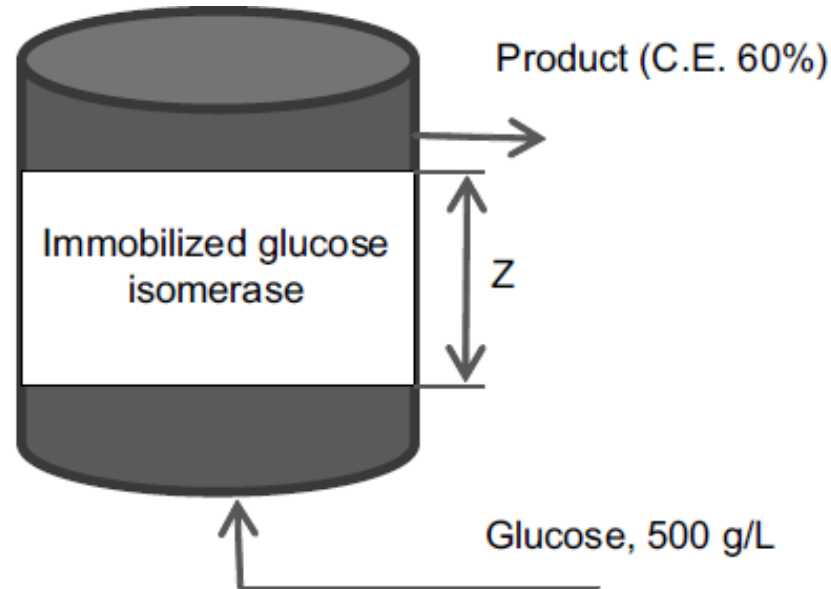 Product (C.E. 60%)
Immobilized glucose
isomerase
Z
Glucose, 500 g/L